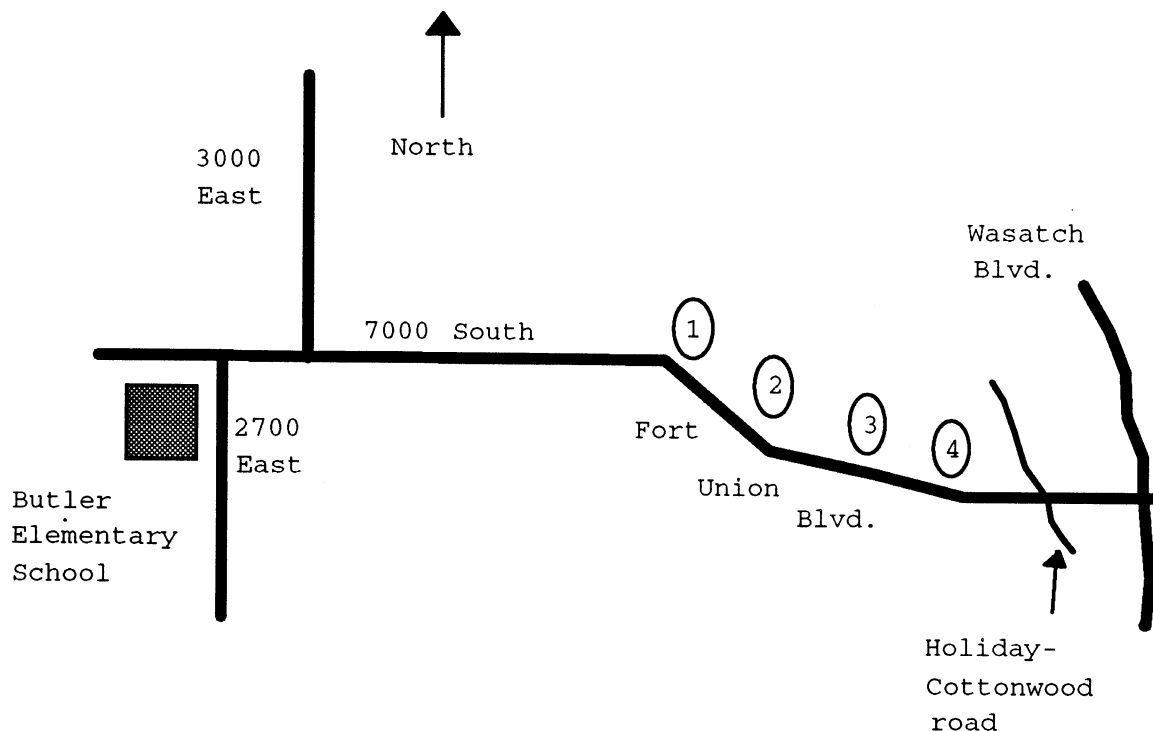 North
3000
East
Wasatch
Blvd.
7000 South
1
2
3
4
2700
East
Fort
Union
Blvd.
Butler
Elementary
School
Holiday-
Cottonwood
road